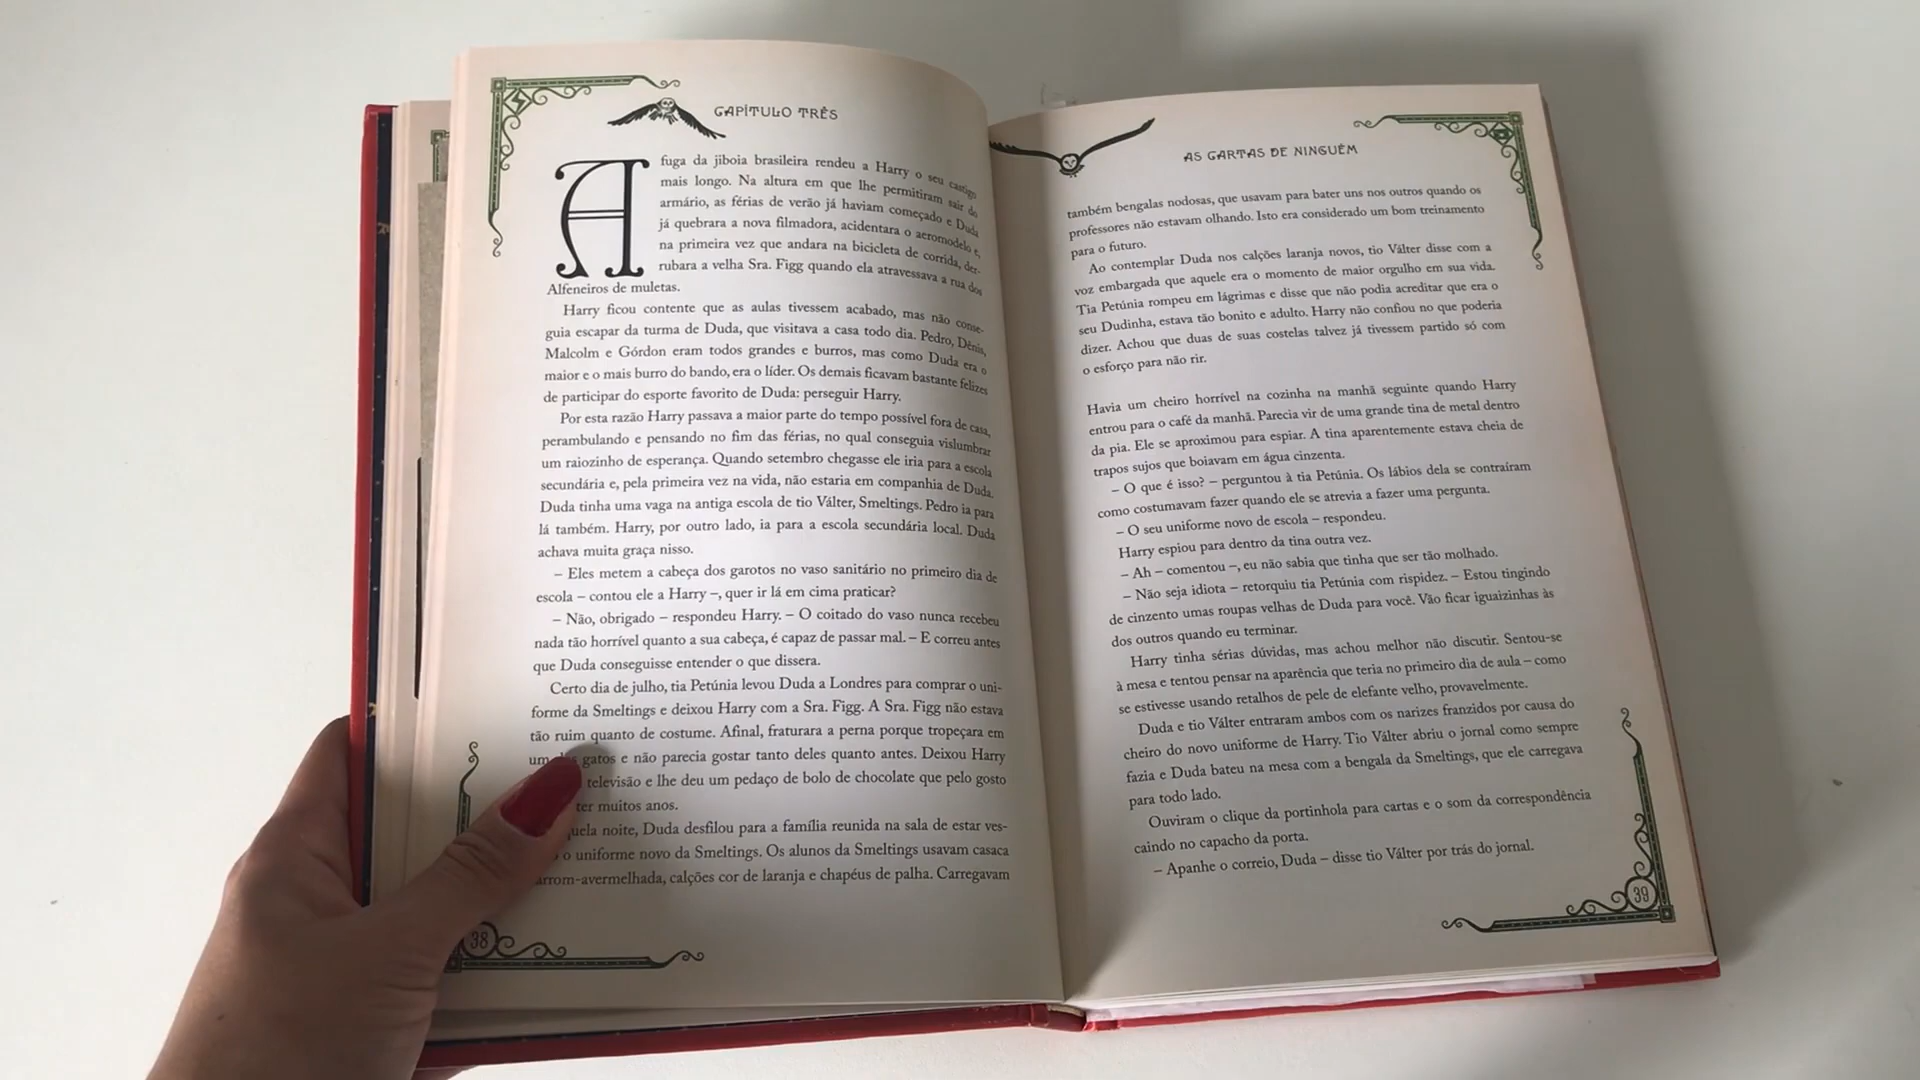 CAPÍTULO TRÊS
A fuga da jiboia brasileira rendeu a Harry o seu castigo
mais longo. Na altura em que lhe permitiram sair do
armário, as férias de verão já haviam começado e Duda
já quebrara a nova filmadora, acidentara o aeromodelo e,
na primeira vez que andara na bicicleta de corrida, der-
rubara a velha Sra. Figg quando ela atravessava a rua dos
Alfeneiros de muletas.
Harry ficou contente que as aulas tivessem acabado, mas não conse-
guia escapar da turma de Duda, que visitava a casa todo dia. Pedro, Dênis,
Malcolm e Górdon eram todos grandes e burros, mas como Duda era o
maior e o mais burro do bando, era o líder. Os demais ficavam bastante felizes
de participar do esporte favorito de Duda: perseguir Harry.
Por esta razão Harry passava a maior parte do tempo possível fora de casa,
perambulando e pensando no fim das férias, no qual conseguia vislumbrar
um raiozinho de esperança. Quando setembro chegasse ele iria para a escola
secundária e, pela primeira vez na vida, não estaria em companhia de Duda.
Duda tinha uma vaga na antiga escola de tio Válter, Smeltings. Pedro ia para
lá também. Harry, por outro lado, ia para a escola secundária local. Duda
achava muita graça nisso.
– Eles metem a cabeça dos garotos no vaso sanitário no primeiro dia de
escola – contou ele a Harry –, quer ir lá em cima praticar?
– Não, obrigado – respondeu Harry. – O coitado do vaso nunca recebeu
nada tão horrível quanto a sua cabeça, é capaz de passar mal. – E correu antes
que Duda conseguisse entender o que dissera.
Certo dia de julho, tia Petúnia levou Duda a Londres para comprar o uni-
forme da Smeltings e deixou Harry com a Sra. Figg. A Sra. Figg não estava
tão ruim quanto de costume. Afinal, fraturara a perna porque tropeçara em
um gatos e não parecia gostar tanto deles quanto antes. Deixou Harry
televisão e lhe deu um pedaço de bolo de chocolate que pelo gosto
ter muitos anos.
noite, Duda desfilou para a família reunida na sala de estar ves-
o uniforme novo da Smeltings. Os alunos da Smeltings usavam casaca
marrom-avermelhada, calções cor de laranja e chapéus de palha. Carregavam
38
AS CARTAS DE NINGUÉM
também bengalas nodosas, que usavam para bater uns nos outros quando os
professores não estavam olhando. Isto era considerado um bom treinamento
para o futuro.
Ao contemplar Duda nos calções laranja novos, tio Válter disse com a
voz embargada que aquele era o momento de maior orgulho em sua vida.
Tia Petúnia rompeu em lágrimas e disse que não podia acreditar que era o
seu Dudinha, estava tão bonito e adulto. Harry não confiou no que poderia
dizer. Achou que duas de suas costelas talvez já tivessem partido só com
o esforço para não rir.
Havia um cheiro horrível na cozinha na manhã seguinte quando Harry
entrou para o café da manhã. Parecia vir de uma grande tina de metal dentro
da pia. Ele se aproximou para espiar. A tina aparentemente estava cheia de
trapos sujos que boiavam em água cinzenta.
– O que é isso? – perguntou à tia Petúnia. Os lábios dela se contraíram
como costumavam fazer quando ele se atrevia a fazer uma pergunta.
– O seu uniforme novo de escola – respondeu.
Harry espiou para dentro da tina outra vez.
– Ah – comentou –, eu não sabia que tinha que ser tão molhado.
– Não seja idiota – retorquiu tia Petúnia com rispidez. – Estou tingindo
de cinzento umas roupas velhas de Duda para você. Vão ficar iguaizinhas às
dos outros quando eu terminar.
Harry tinha sérias dúvidas, mas achou melhor não discutir. Sentou-se
à mesa e tentou pensar na aparência que teria no primeiro dia de aula – como
se estivesse usando retalhos de pele de elefante velho, provavelmente.
Duda e tio Válter entraram ambos com os narizes franzidos por causa do
cheiro do novo uniforme de Harry. Tio Válter abriu o jornal como sempre
fazia e Duda bateu na mesa com a bengala da Smeltings, que ele carregava
para todo lado.
Ouviram o clique da portinhola para cartas e o som da correspondência
caindo no capacho da porta.
– Apanhe o correio, Duda – disse tio Válter por trás do jornal.
39